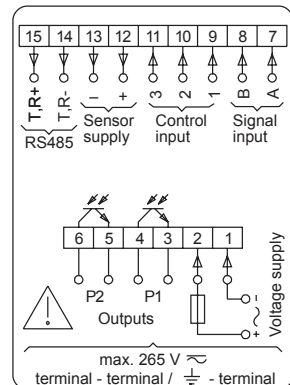 15 14 13 12 11 10 9 8 7
T,R+ T,R- – + 3 2 1 B A
RS485 Sensor supply Control input Signal input
6 5 4 3 2 1
P2 P1
Outputs
- +
Voltage supply
max. 265 V
terminal - terminal / - terminal